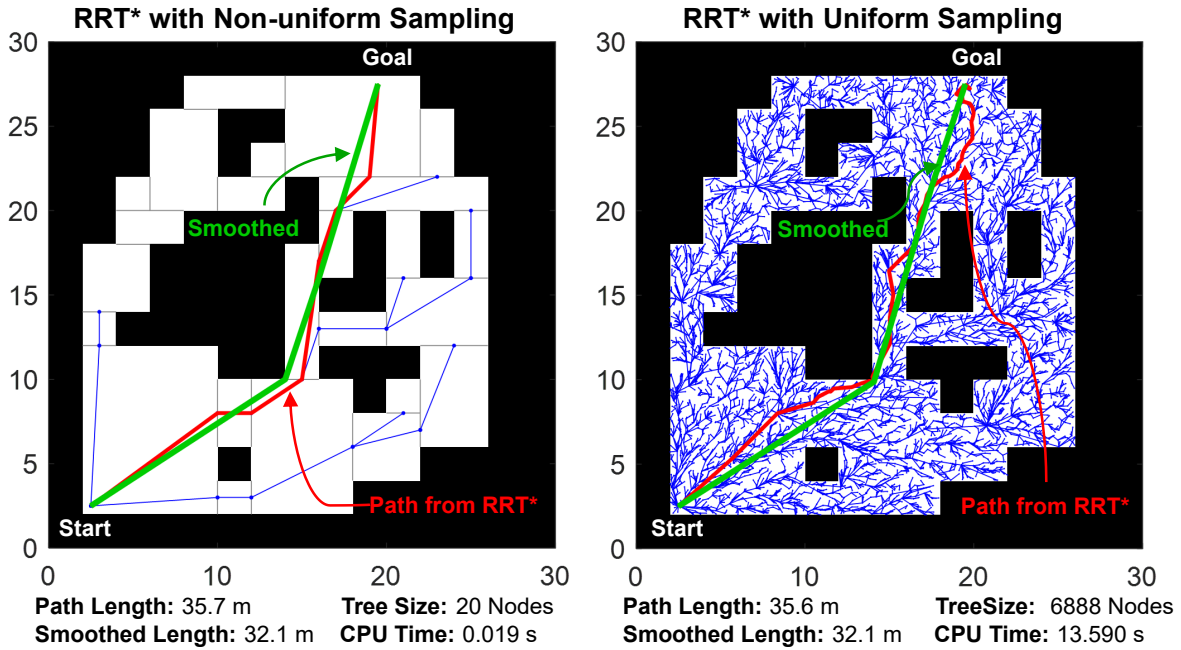 RRT* with Non-uniform Sampling
30
25
20
15
10
5
0
0
10
20
30
Goal
Smoothed
Path from RRT*
Start
Path Length: 35.7 m
Tree Size: 20 Nodes
Smoothed Length: 32.1 m
CPU Time: 0.019 s
RRT* with Uniform Sampling
30
25
20
15
10
5
0
0
10
20
30
Goal
Smoothed
Path from RRT*
Start
Path Length: 35.6 m
TreeSize: 6888 Nodes
Smoothed Length: 32.1 m
CPU Time: 13.590 s